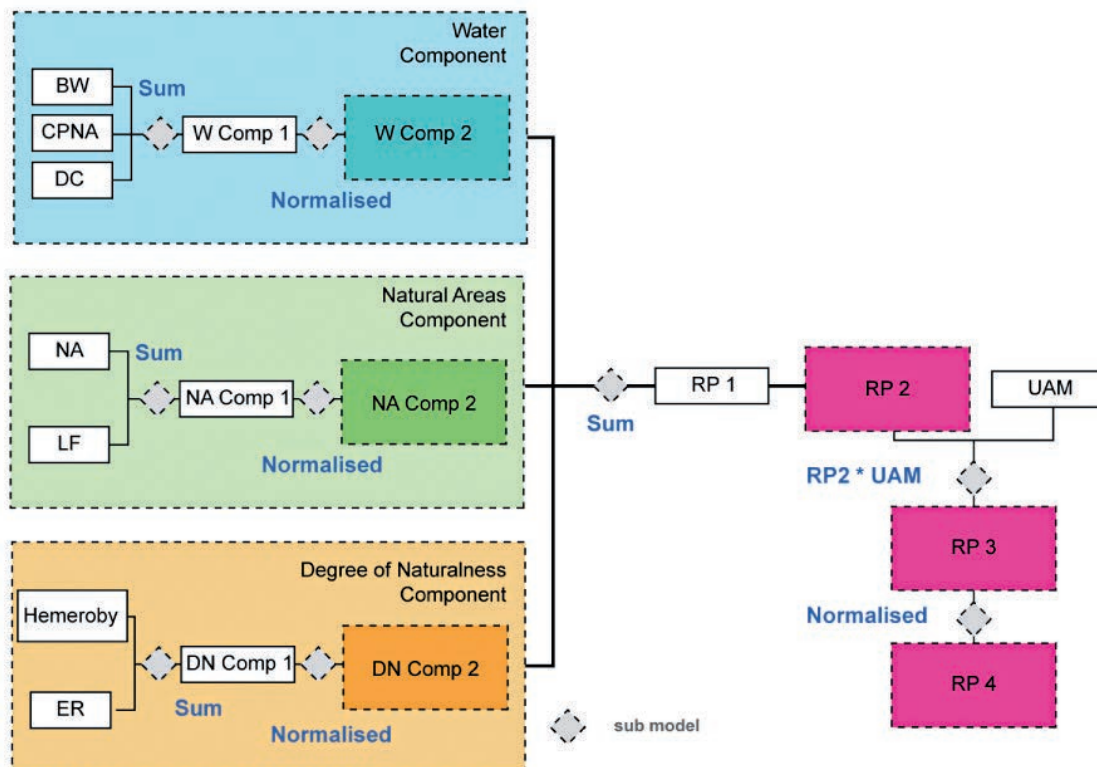 Water
Component
BW
Sum
CPNA
W Comp 1
W Comp 2
DC
Normalised
Natural Areas
Component
NA
Sum
NA Comp 1
NA Comp 2
LF
Normalised
Degree of Naturalness
Component
Hemeroby
DN Comp 1
DN Comp 2
ER
Sum
Normalised
Sum
RP 1
RP 2
UAM
RP2 * UAM
RP 3
Normalised
RP 4
sub model